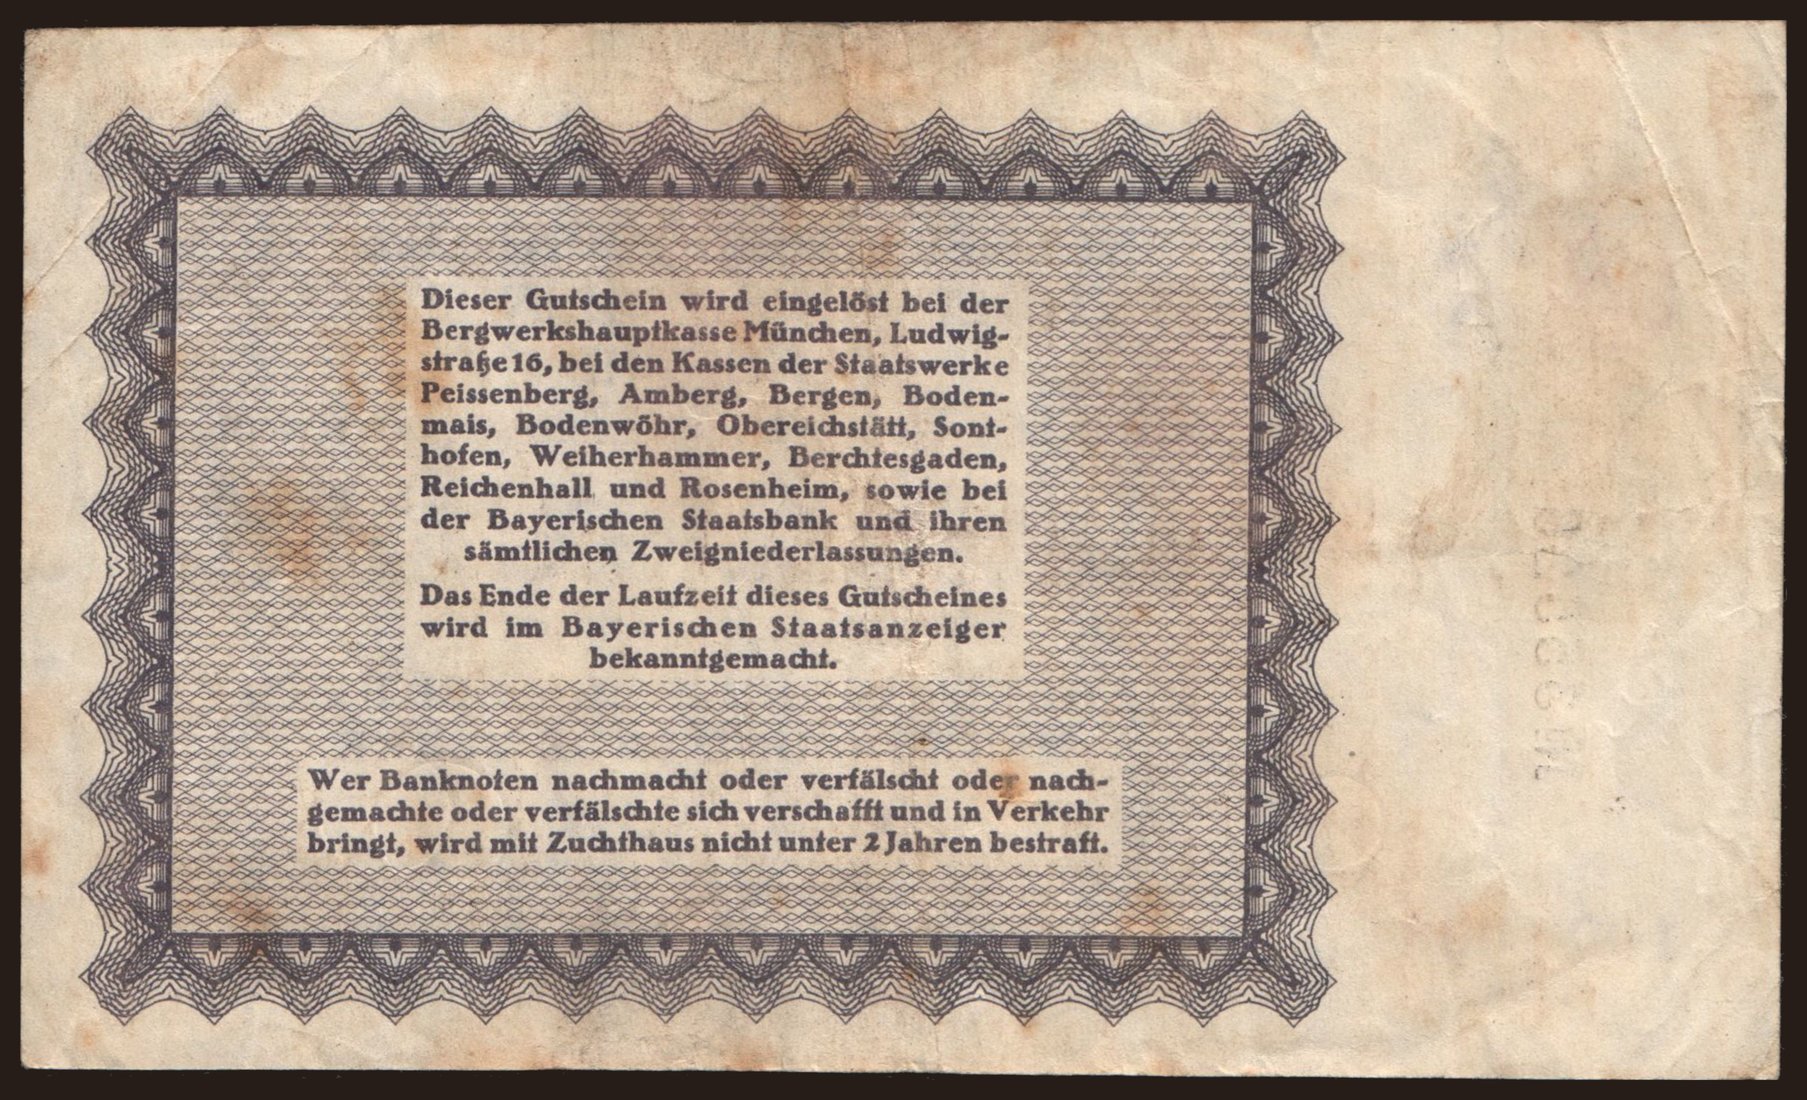 Dieser Gutschein wird eingelöst bei der
Bergwerkshauptkasse München, Ludwig-
straße 16, bei den Kassen der Staatswerke
Peissenberg, Amberg, Bergen, Boden-
mais, Bodenwöhr, Obereichstätt, Sont-
hofen, Weiherhammer, Berchtesgaden,
Reichenhall und Rosenheim, sowie bei
der Bayerischen Staatsbank und ihren
sämtlichen Zweigniederlassungen.
Das Ende der Laufzeit dieses Gutscheines
wird im Bayerischen Staatsanzeiger
bekanntgemacht.
Wer Banknoten nachmacht oder verfälscht oder nach-
gemachte oder verfälschte sich verschafft und in Verkehr
bringt, wird mit Zuchthaus nicht unter 2 Jahren bestraft.